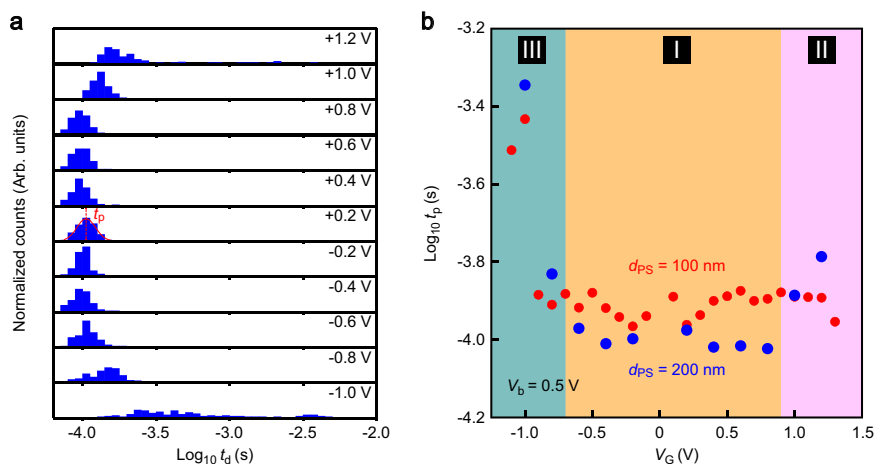 a
Normalized counts (Arb. units)
+1.2 V
+1.0 V
+0.8 V
+0.6 V
+0.4 V
+0.2 V
tp
-0.2 V
-0.4 V
-0.6 V
-0.8 V
-1.0 V
-4.0 -3.5 -3.0 -2.5 -2.0
Log10 td (s)
b
Log10 tp (s)
-3.2
-3.4
-3.6
-3.8
-4.0
-4.2
III I II
dPS = 100 nm
dPS = 200 nm
Vb = 0.5 V
-1.0 -0.5 0 0.5 1.0 1.5
VG (V)